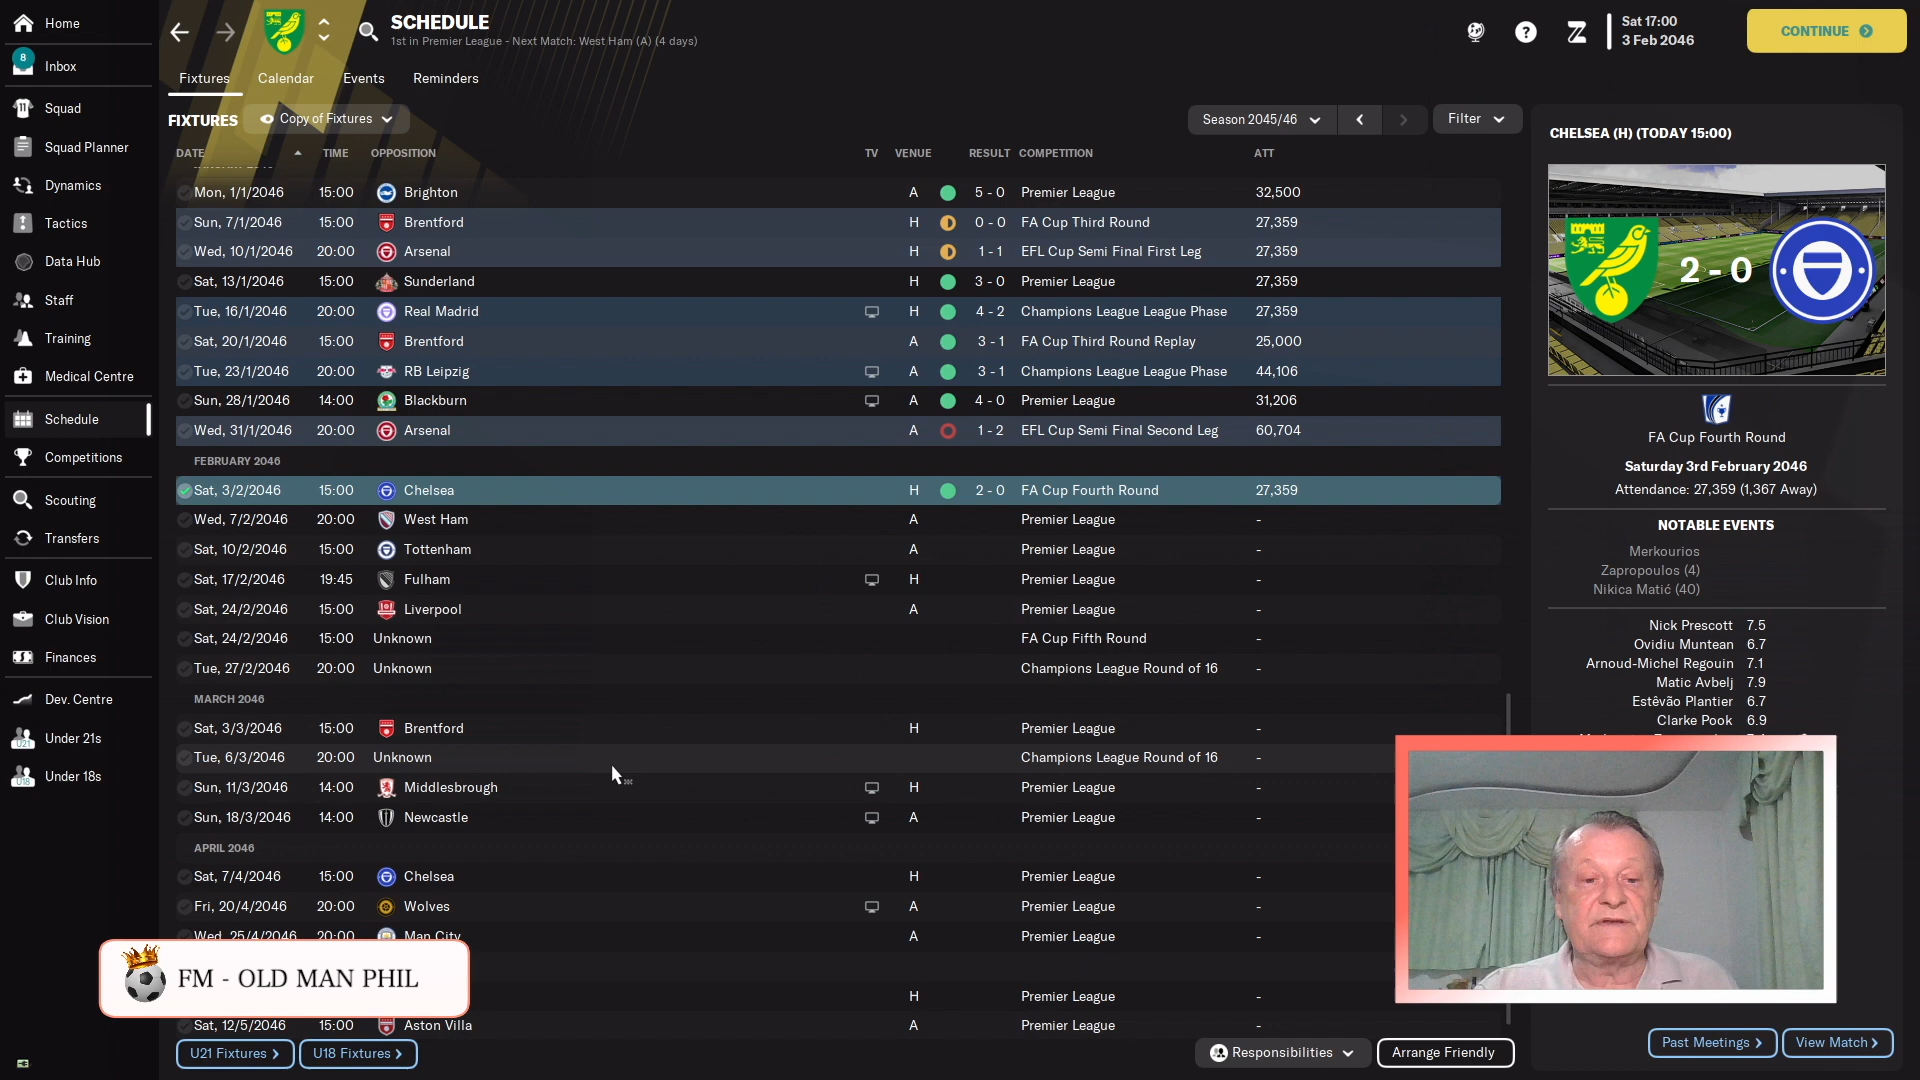 Home
8
Inbox
Squad
Squad Planner
Dynamics
Tactics
Data Hub
Staff
Training
Medical Centre
Schedule
Competitions
Scouting
Transfers
Club Info
Club Vision
Finances
Dev. Centre
Under 21s
Under 18s
SCHEDULE
1st in Premier League - Next Match: West Ham (A) (4 days)
Sat 17:00
3 Feb 2046
CONTINUE
Fixtures Calendar Events Reminders
FIXTURES Copy of Fixtures
Season 2045/46 Filter
DATE TIME OPPOSITION TV VENUE RESULT COMPETITION ATT
Mon, 1/1/2046 15:00 Brighton A 5 - 0 Premier League 32,500
Sun, 7/1/2046 15:00 Brentford H 0 - 0 FA Cup Third Round 27,359
Wed, 10/1/2046 20:00 Arsenal H 1 - 1 EFL Cup Semi Final First Leg 27,359
Sat, 13/1/2046 15:00 Sunderland H 3 - 0 Premier League 27,359
Tue, 16/1/2046 20:00 Real Madrid H 4 - 2 Champions League League Phase 27,359
Sat, 20/1/2046 15:00 Brentford A 3 - 1 FA Cup Third Round Replay 25,000
Tue, 23/1/2046 20:00 RB Leipzig A 3 - 1 Champions League League Phase 44,106
Sun, 28/1/2046 14:00 Blackburn A 4 - 0 Premier League 31,206
Wed, 31/1/2046 20:00 Arsenal A 1 - 2 EFL Cup Semi Final Second Leg 60,704
FEBRUARY 2046
Sat, 3/2/2046 15:00 Chelsea H 2 - 0 FA Cup Fourth Round 27,359
Wed, 7/2/2046 20:00 West Ham A Premier League -
Sat, 10/2/2046 15:00 Tottenham A Premier League -
Sat, 17/2/2046 19:45 Fulham H Premier League -
Sat, 24/2/2046 15:00 Liverpool A Premier League -
Sat, 24/2/2046 15:00 Unknown FA Cup Fifth Round -
Tue, 27/2/2046 20:00 Unknown Champions League Round of 16 -
MARCH 2046
Sat, 3/3/2046 15:00 Brentford H Premier League -
Tue, 6/3/2046 20:00 Unknown Champions League Round of 16 -
Sun, 11/3/2046 14:00 Middlesbrough H Premier League -
Sun, 18/3/2046 14:00 Newcastle A Premier League -
APRIL 2046
Sat, 7/4/2046 15:00 Chelsea H Premier League -
Fri, 20/4/2046 20:00 Wolves A Premier League -
Wed, 25/4/2046 20:00 Man City A Premier League -
H Premier League -
Sat, 12/5/2046 15:00 Aston Villa A Premier League -
FM - OLD MAN PHIL
U21 Fixtures U18 Fixtures
Responsibilities Arrange Friendly
CHELSEA (H) (TODAY 15:00)
2 - 0
FA Cup Fourth Round
Saturday 3rd February 2046
Attendance: 27,359 (1,367 Away)
NOTABLE EVENTS
Merkourios
Zapropoulos (4)
Nikica Matić (40)
Nick Prescott 7.5
Ovidiu Muntean 6.7
Arnoud-Michel Regouin 7.1
Matic Avbelj 7.9
Estêvão Plantier 6.7
Clarke Pook 6.9
Past Meetings View Match